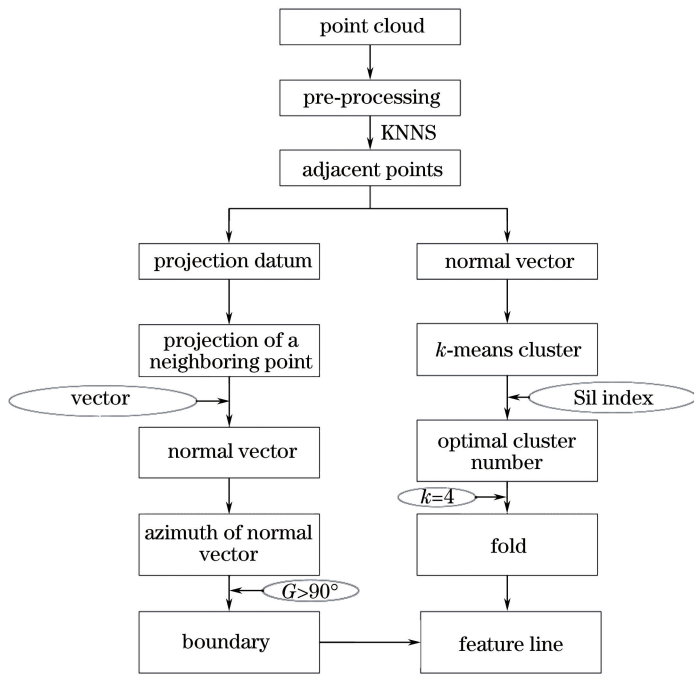 point cloud
pre-processing
KNNS
adjacent points
projection datum
projection of a
neighboring point
vector
normal vector
azimuth of normal
vector
G>90°
boundary
normal vector
k-means cluster
Sil index
optimal cluster
number
k=4
fold
feature line